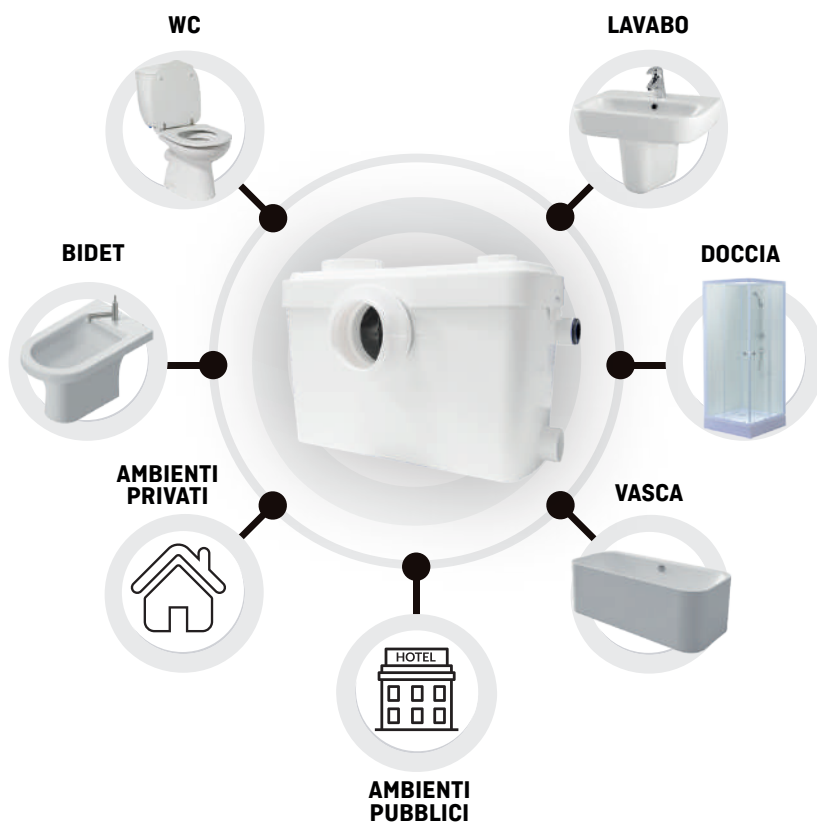 WC
LAVABO
BIDET
DOCCIA
AMBIENTI
PRIVATI
VASCA
HOTEL
AMBIENTI
PUBBLICI